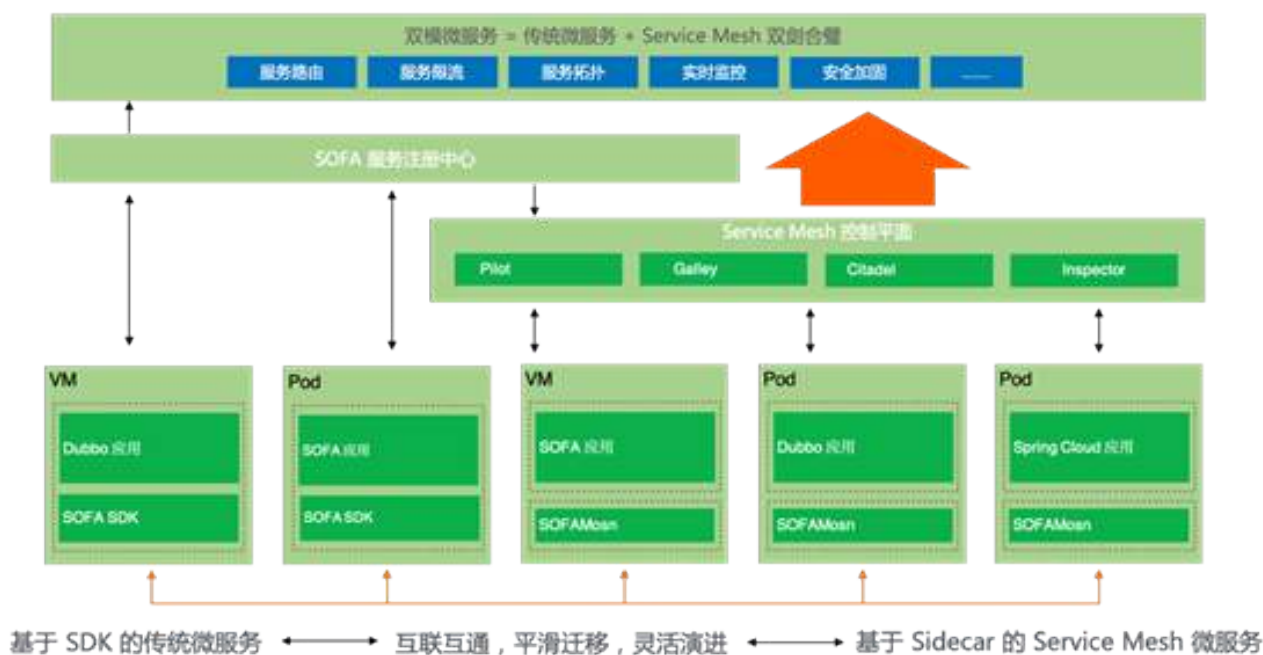 双模微服务 = 传统微服务 + Service Mesh 双剑合璧
服务路由 服务限流 服务拓扑 实时监控 安全加固 ......
SOFA 服务注册中心
Service Mesh 控制平面
Pilot Galley Citadel Inspector
VM Pod VM Pod Pod
Dubbo 应用 SOFA 应用 SOFA 应用 Dubbo 应用 Spring Cloud 应用
SOFA SDK SOFA SDK SOFAMosn SOFAMosn SOFAMosn
基于 SDK 的传统微服务 互联互通，平滑迁移，灵活演进 基于 Sidecar 的 Service Mesh 微服务